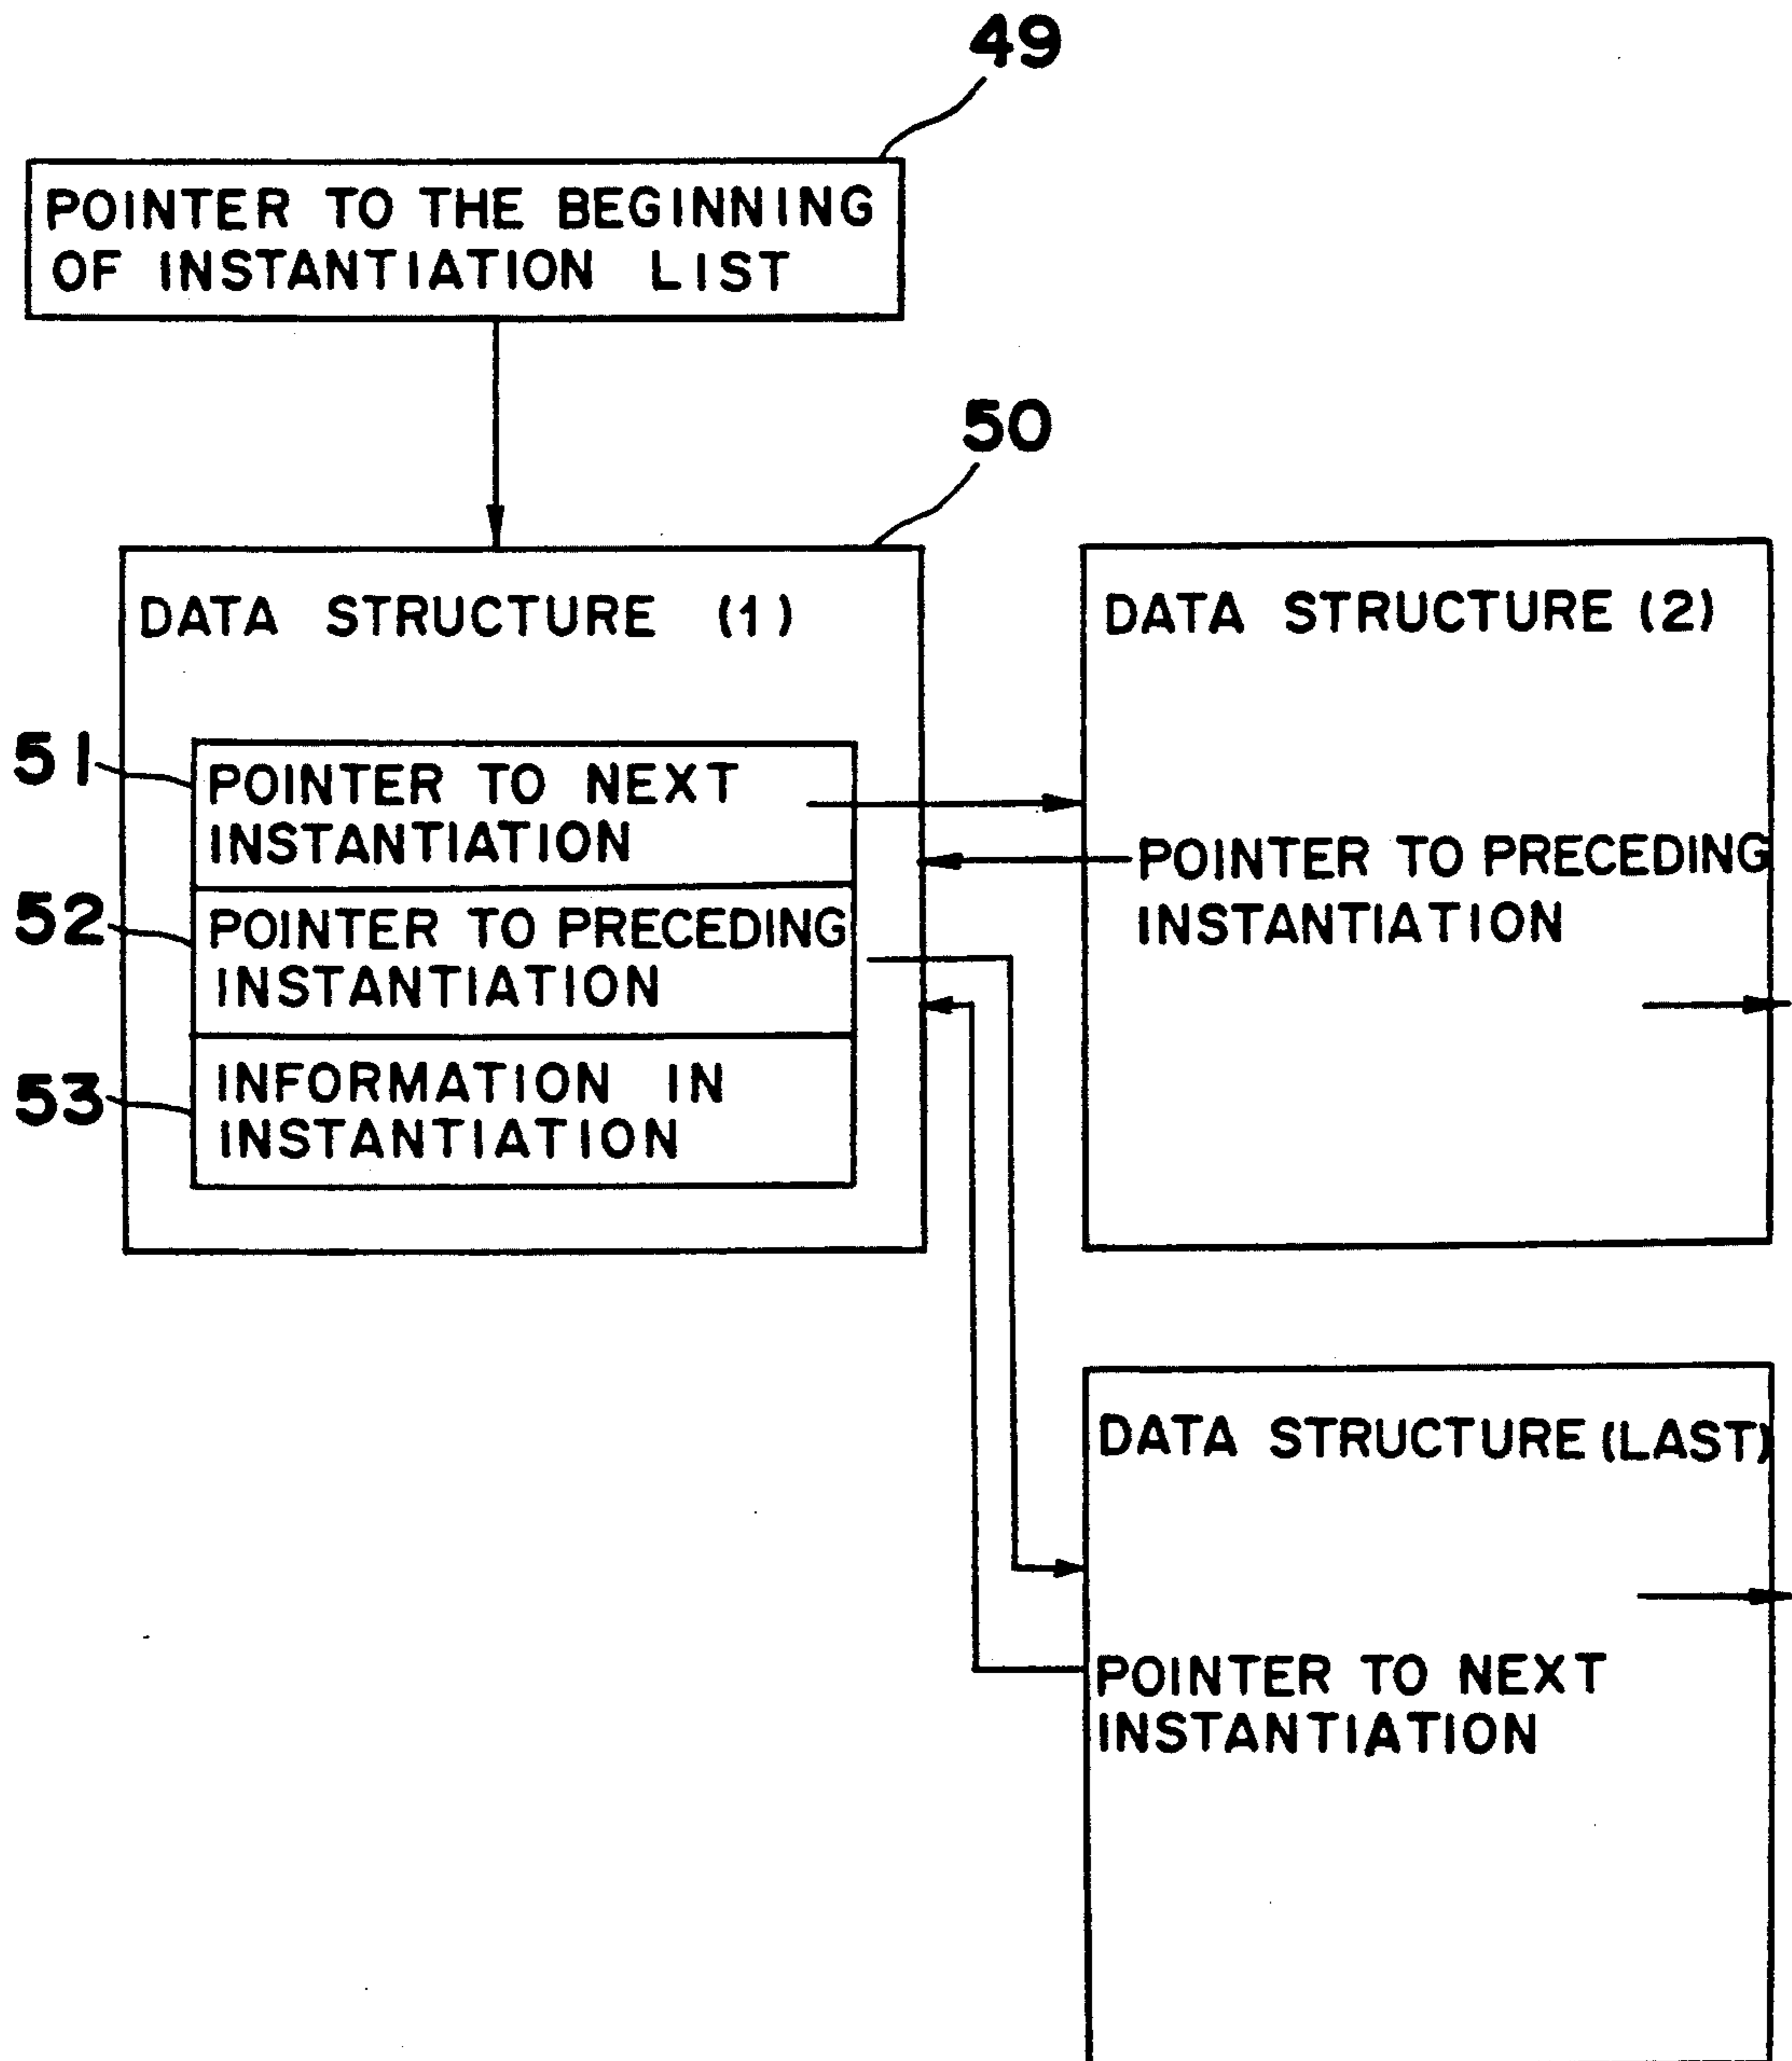 49
POINTER TO THE BEGINNING
OF INSTANTIATION LIST
50
DATA STRUCTURE (1)
51
POINTER TO NEXT
INSTANTIATION
52
POINTER TO PRECEDING
INSTANTIATION
53
INFORMATION IN
INSTANTIATION
DATA STRUCTURE (2)
POINTER TO PRECEDING
INSTANTIATION
DATA STRUCTURE (LAST)
POINTER TO NEXT
INSTANTIATION